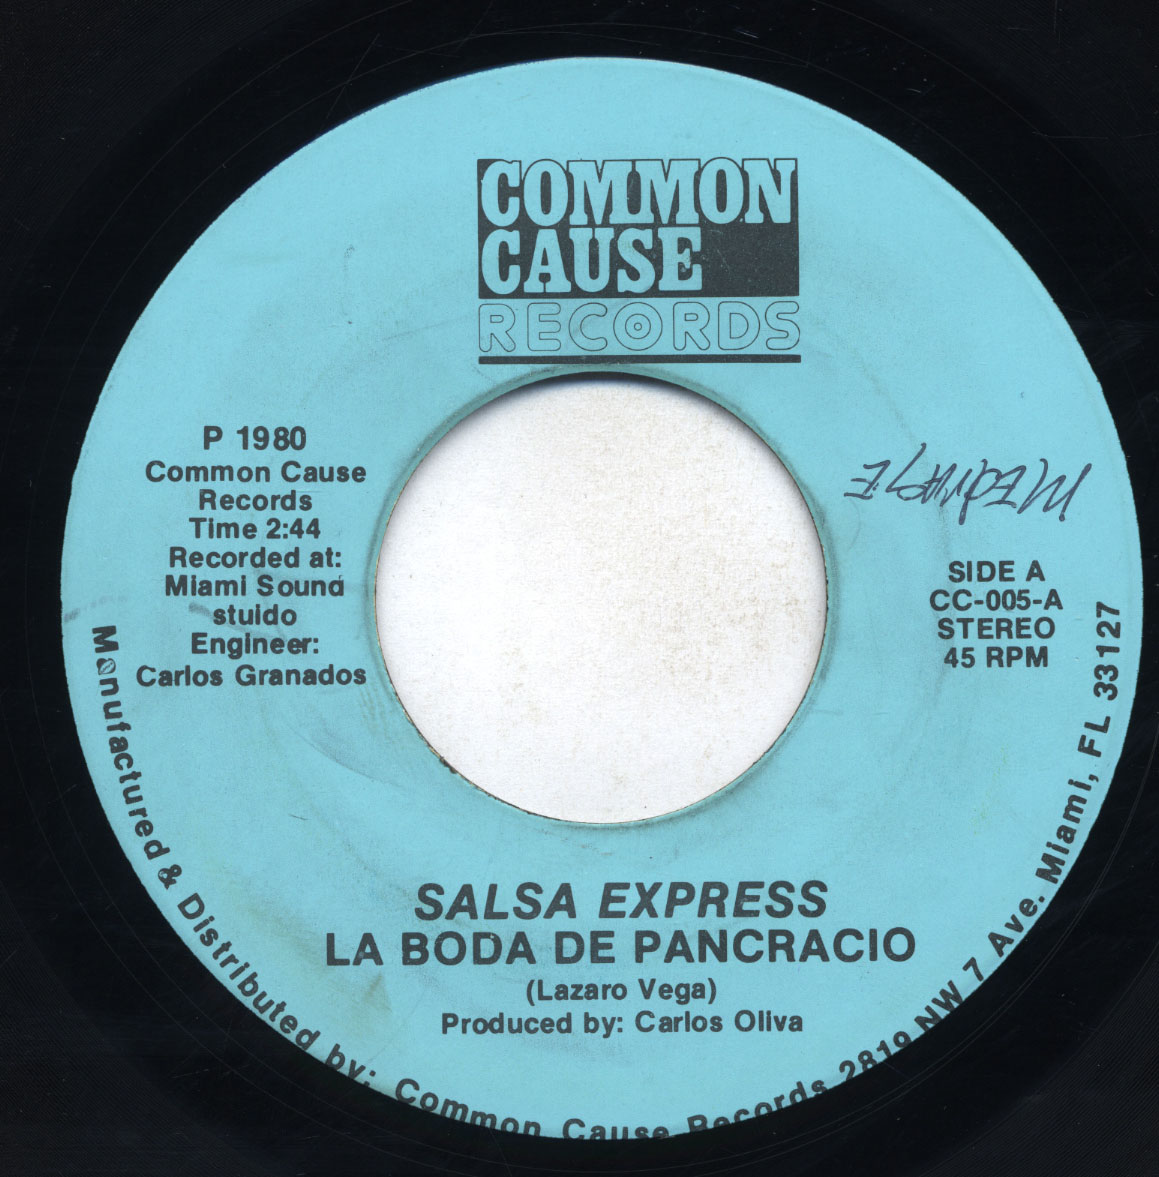 COMMON
CAUSE
RECORDS
P 1980
Common Cause
Records
Time 2:44
Recorded at:
Miami Sound
stuido
Engineer:
Carlos Granados
SIDE A
CC-005-A
STEREO
45 RPM
SALSA EXPRESS
LA BODA DE PANCRACIO
(Lazaro Vega)
Produced by: Carlos Oliva
Manufactured & Distributed by: Common Cause Records 2819 NW 7 Ave. Miami, FL 33127